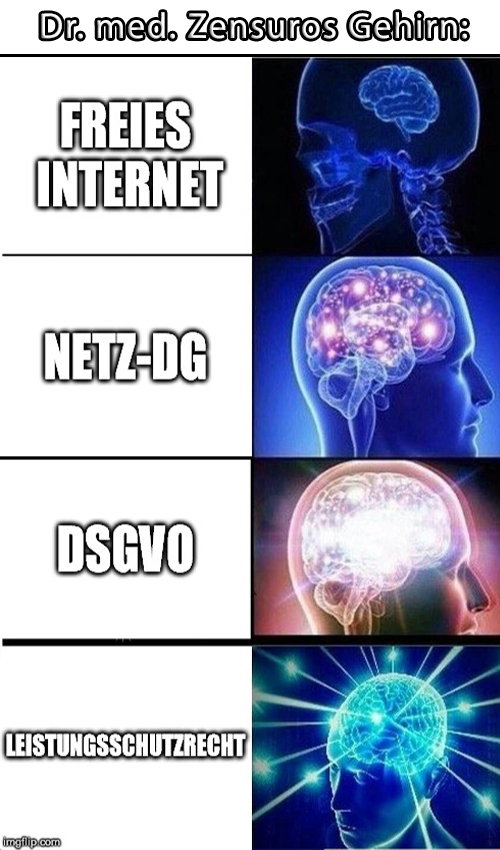 Dr. med. Zensuros Gehirn:
FREIES
INTERNET
NETZ-DG
DSGVO
LEISTUNGSSCHUTZRECHT
imgflip.com